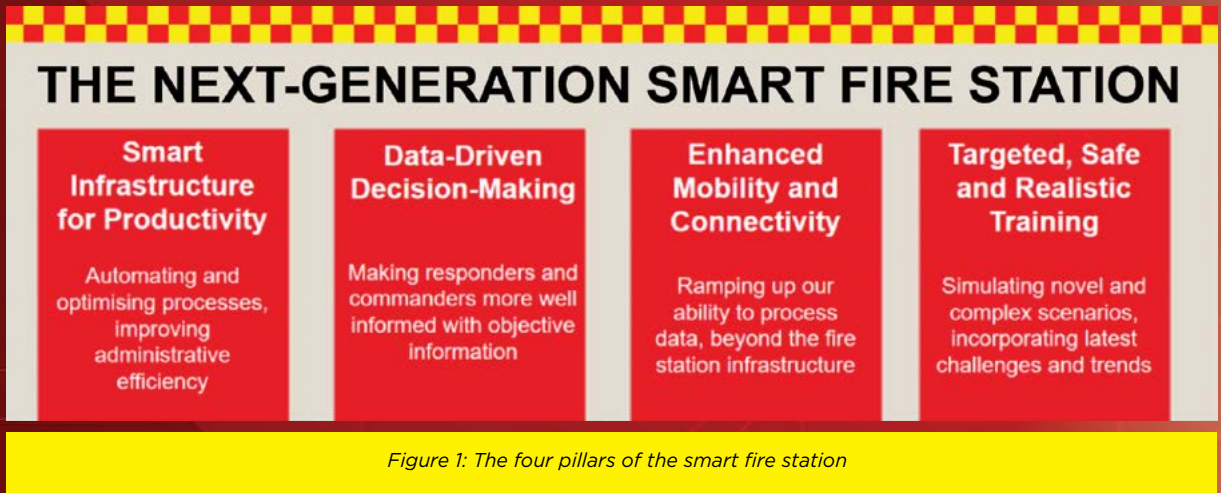 THE NEXT-GENERATION SMART FIRE STATION
Smart
Infrastructure
for Productivity
Automating and
optimising processes,
improving
administrative
efficiency
Data-Driven
Decision-Making
Making responders and
commanders more well
informed with objective
information
Enhanced
Mobility and
Connectivity
Ramping up our
ability to process
data, beyond the fire
station infrastructure
Targeted, Safe
and Realistic
Training
Simulating novel and
complex scenarios,
incorporating latest
challenges and trends
Figure 1: The four pillars of the smart fire station